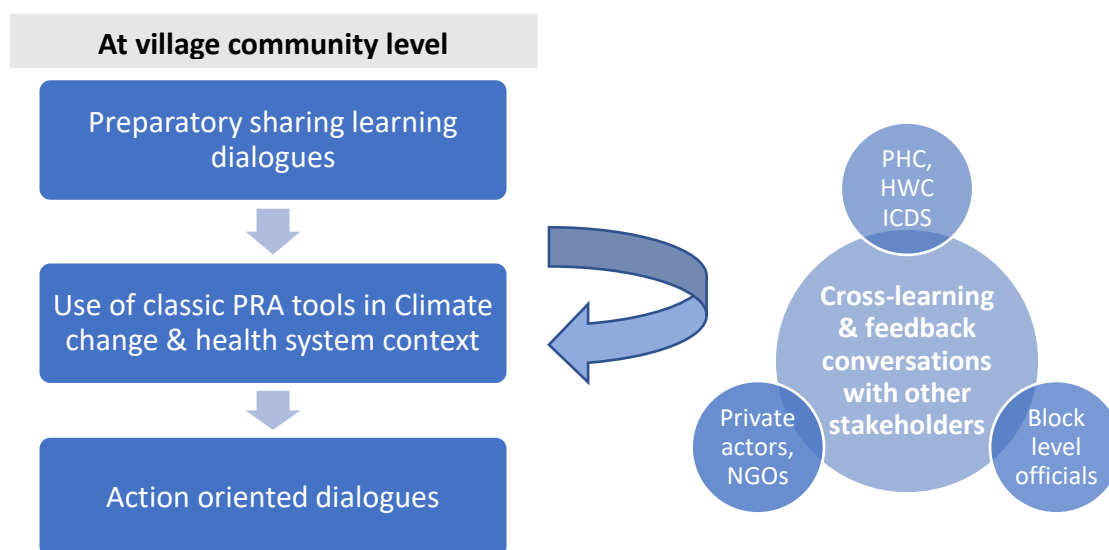 At village community level
Preparatory sharing learning
dialogues
Use of classic PRA tools in Climate
change & health system context
Action oriented dialogues
PHC,
HWC
ICDS
Cross-learning
& feedback
conversations
with other
stakeholders
Private
actors,
NGOs
Block
level
officials